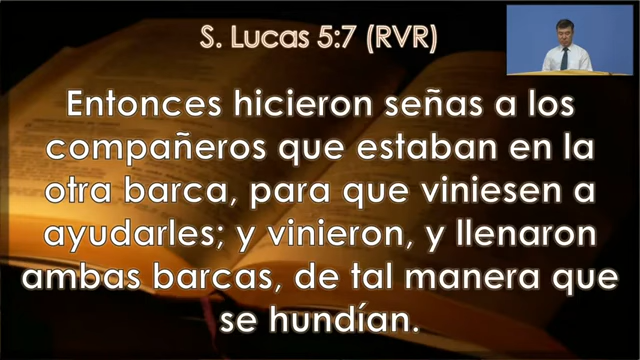 S. Lucas 5:7 (RVR)
Entonces hicieron señas a los
compañeros que estaban en la
otra barca, para que viniesen a
ayudarles; y vinieron, y llenaron
ambas barcas, de tal manera que
se hundían.